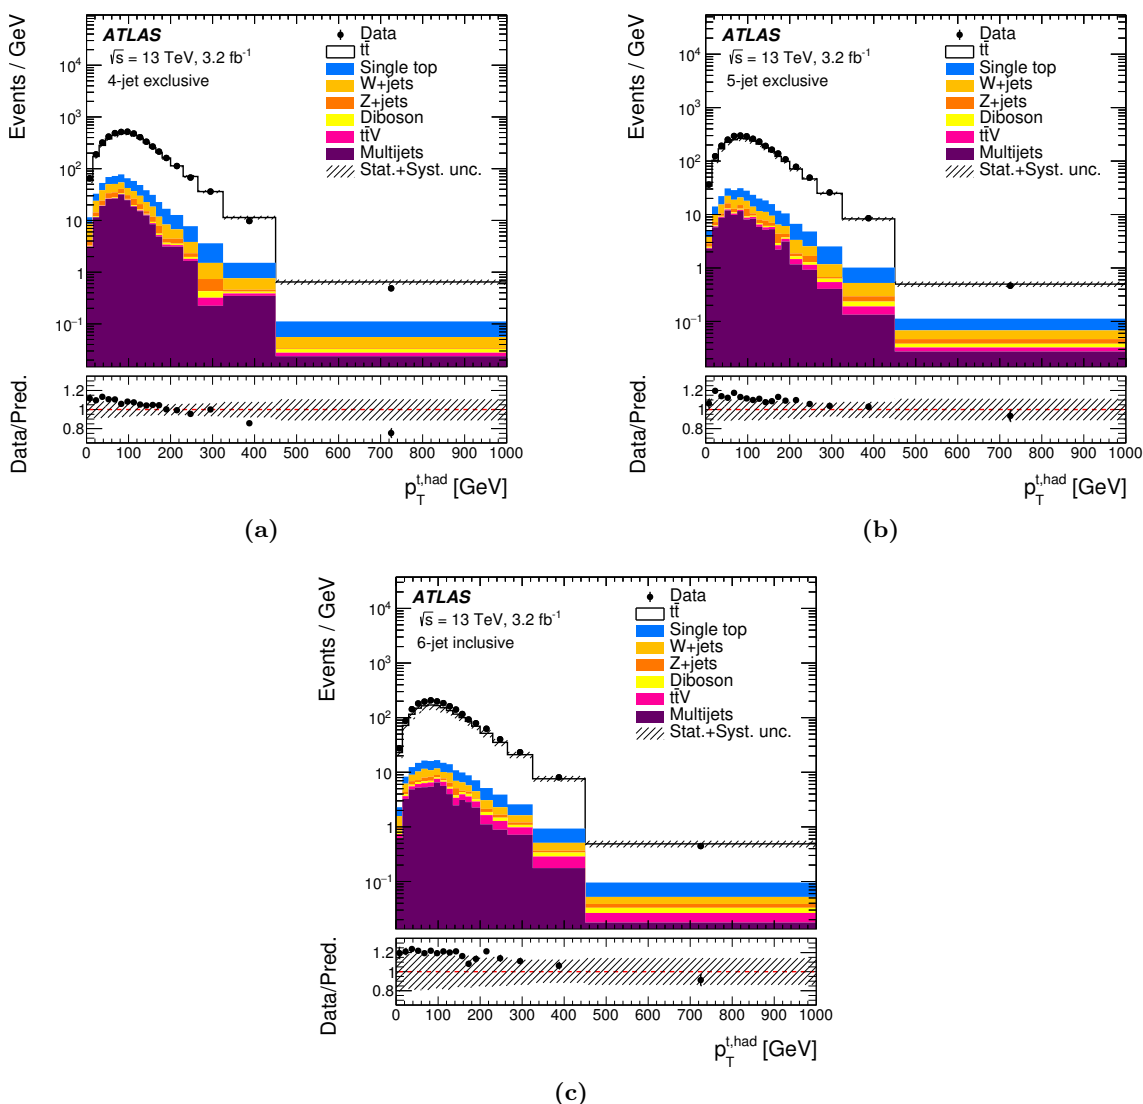 ATLAS
√s = 13 TeV, 3.2 fb⁻¹
4-jet exclusive
Data
tt̄
Single top
W+jets
Z+jets
Diboson
tt̄V
Multijets
Stat.+Syst. unc.
Events / GeV
10⁴
10³
10²
10
1
10⁻¹
Data/Pred.
1.2
1
0.8
0 100 200 300 400 500 600 700 800 900 1000
p_T^{t,had} [GeV]
(a)
ATLAS
√s = 13 TeV, 3.2 fb⁻¹
5-jet exclusive
Data
tt̄
Single top
W+jets
Z+jets
Diboson
tt̄V
Multijets
Stat.+Syst. unc.
Events / GeV
10⁴
10³
10²
10
1
10⁻¹
Data/Pred.
1.2
1
0.8
0 100 200 300 400 500 600 700 800 900 1000
p_T^{t,had} [GeV]
(b)
ATLAS
√s = 13 TeV, 3.2 fb⁻¹
6-jet inclusive
Data
tt̄
Single top
W+jets
Z+jets
Diboson
tt̄V
Multijets
Stat.+Syst. unc.
Events / GeV
10⁴
10³
10²
10
1
10⁻¹
Data/Pred.
1.2
1
0.8
0 100 200 300 400 500 600 700 800 900 1000
p_T^{t,had} [GeV]
(c)